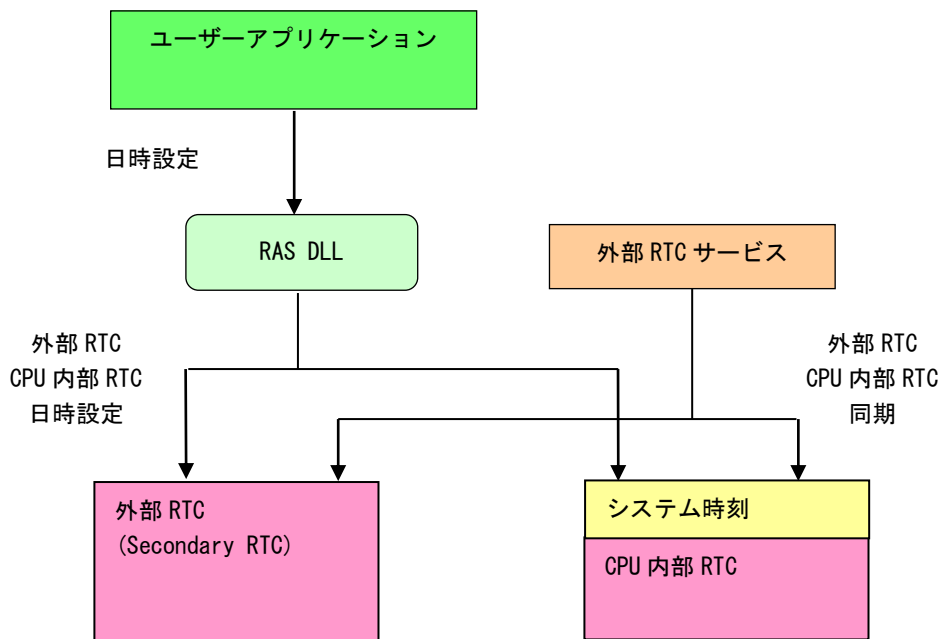 ユーザーアプリケーション
日時設定
RAS DLL
外部 RTC サービス
外部 RTC
CPU 内部 RTC
日時設定
外部 RTC
CPU 内部 RTC
同期
外部 RTC
(Secondary RTC)
システム時刻
CPU 内部 RTC